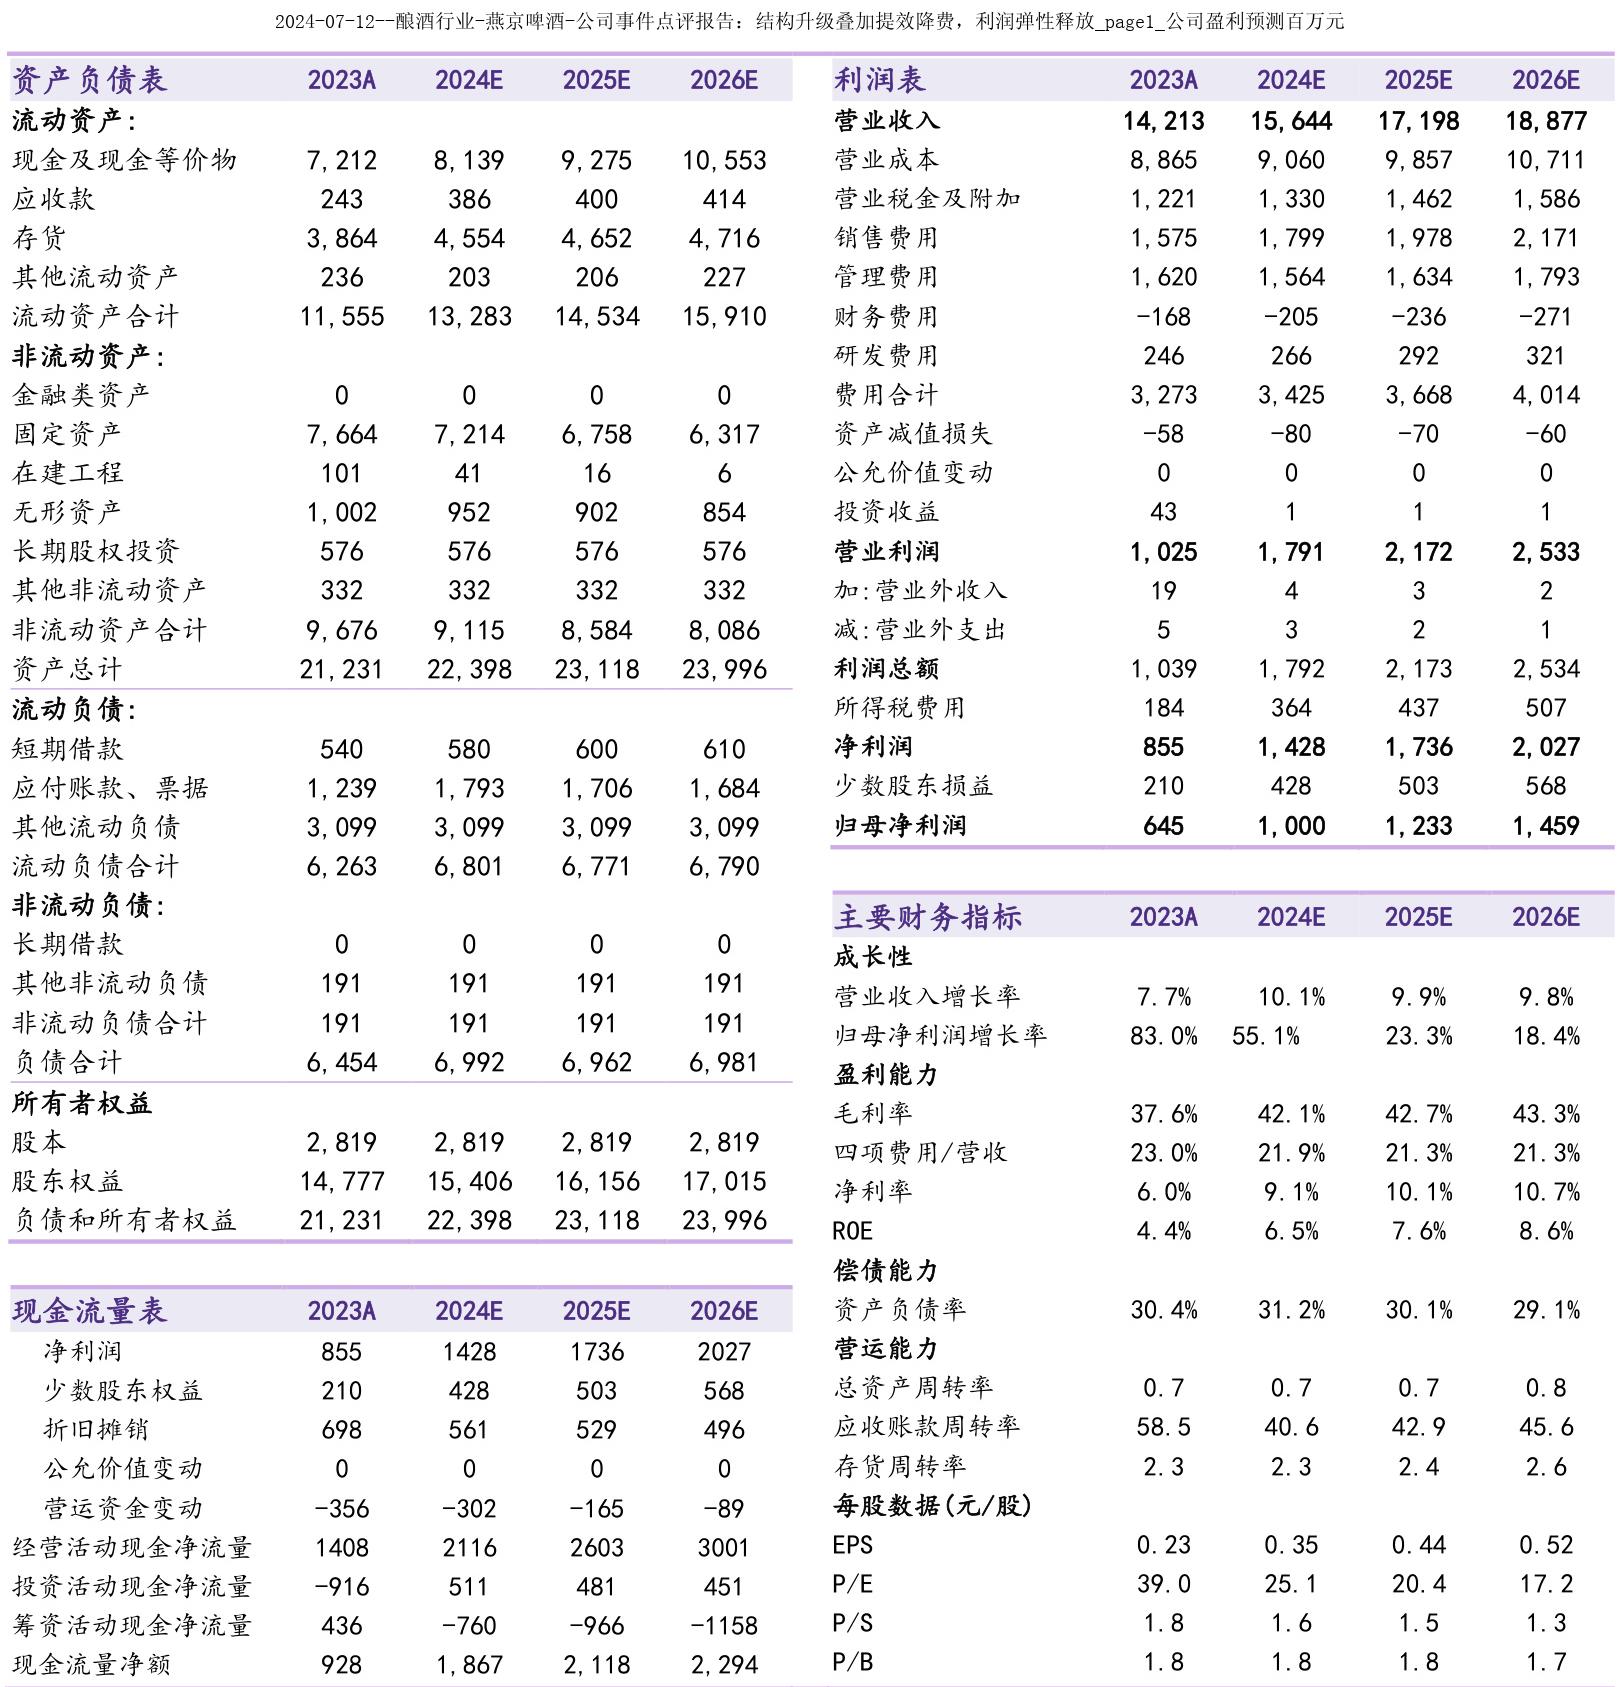 2024-07-12--酿酒行业-燕京啤酒-公司事件点评报告：结构升级叠加提效降费，利润弹性释放_page1_公司盈利预测百万元
资产负债表 2023A 2024E 2025E 2026E
流动资产:
现金及现金等价物 7,212 8,139 9,275 10,553
应收款 243 386 400 414
存货 3,864 4,554 4,652 4,716
其他流动资产 236 203 206 227
流动资产合计 11,555 13,283 14,534 15,910
非流动资产:
金融类资产 0 0 0 0
固定资产 7,664 7,214 6,758 6,317
在建工程 101 41 16 6
无形资产 1,002 952 902 854
长期股权投资 576 576 576 576
其他非流动资产 332 332 332 332
非流动资产合计 9,676 9,115 8,584 8,086
资产总计 21,231 22,398 23,118 23,996
流动负债:
短期借款 540 580 600 610
应付账款、票据 1,239 1,793 1,706 1,684
其他流动负债 3,099 3,099 3,099 3,099
流动负债合计 6,263 6,801 6,771 6,790
非流动负债:
长期借款 0 0 0 0
其他非流动负债 191 191 191 191
非流动负债合计 191 191 191 191
负债合计 6,454 6,992 6,962 6,981
所有者权益
股本 2,819 2,819 2,819 2,819
股东权益 14,777 15,406 16,156 17,015
负债和所有者权益 21,231 22,398 23,118 23,996
现金流量表 2023A 2024E 2025E 2026E
净利润 855 1428 1736 2027
少数股东权益 210 428 503 568
折旧摊销 698 561 529 496
公允价值变动 0 0 0 0
营运资金变动 -356 -302 -165 -89
经营活动现金净流量 1408 2116 2603 3001
投资活动现金净流量 -916 511 481 451
筹资活动现金净流量 436 -760 -966 -1158
现金流量净额 928 1,867 2,118 2,294
利润表 2023A 2024E 2025E 2026E
营业收入 14,213 15,644 17,198 18,877
营业成本 8,865 9,060 9,857 10,711
营业税金及附加 1,221 1,330 1,462 1,586
销售费用 1,575 1,799 1,978 2,171
管理费用 1,620 1,564 1,634 1,793
财务费用 -168 -205 -236 -271
研发费用 246 266 292 321
费用合计 3,273 3,425 3,668 4,014
资产减值损失 -58 -80 -70 -60
公允价值变动 0 0 0 0
投资收益 43 1 1 1
营业利润 1,025 1,791 2,172 2,533
加:营业外收入 19 4 3 2
减:营业外支出 5 3 2 1
利润总额 1,039 1,792 2,173 2,534
所得税费用 184 364 437 507
净利润 855 1,428 1,736 2,027
少数股东损益 210 428 503 568
归母净利润 645 1,000 1,233 1,459
主要财务指标 2023A 2024E 2025E 2026E
成长性
营业收入增长率 7.7% 10.1% 9.9% 9.8%
归母净利润增长率 83.0% 55.1% 23.3% 18.4%
盈利能力
毛利率 37.6% 42.1% 42.7% 43.3%
四项费用/营收 23.0% 21.9% 21.3% 21.3%
净利率 6.0% 9.1% 10.1% 10.7%
ROE 4.4% 6.5% 7.6% 8.6%
偿债能力
资产负债率 30.4% 31.2% 30.1% 29.1%
营运能力
总资产周转率 0.7 0.7 0.7 0.8
应收账款周转率 58.5 40.6 42.9 45.6
存货周转率 2.3 2.3 2.4 2.6
每股数据(元/股)
EPS 0.23 0.35 0.44 0.52
P/E 39.0 25.1 20.4 17.2
P/S 1.8 1.6 1.5 1.3
P/B 1.8 1.8 1.8 1.7